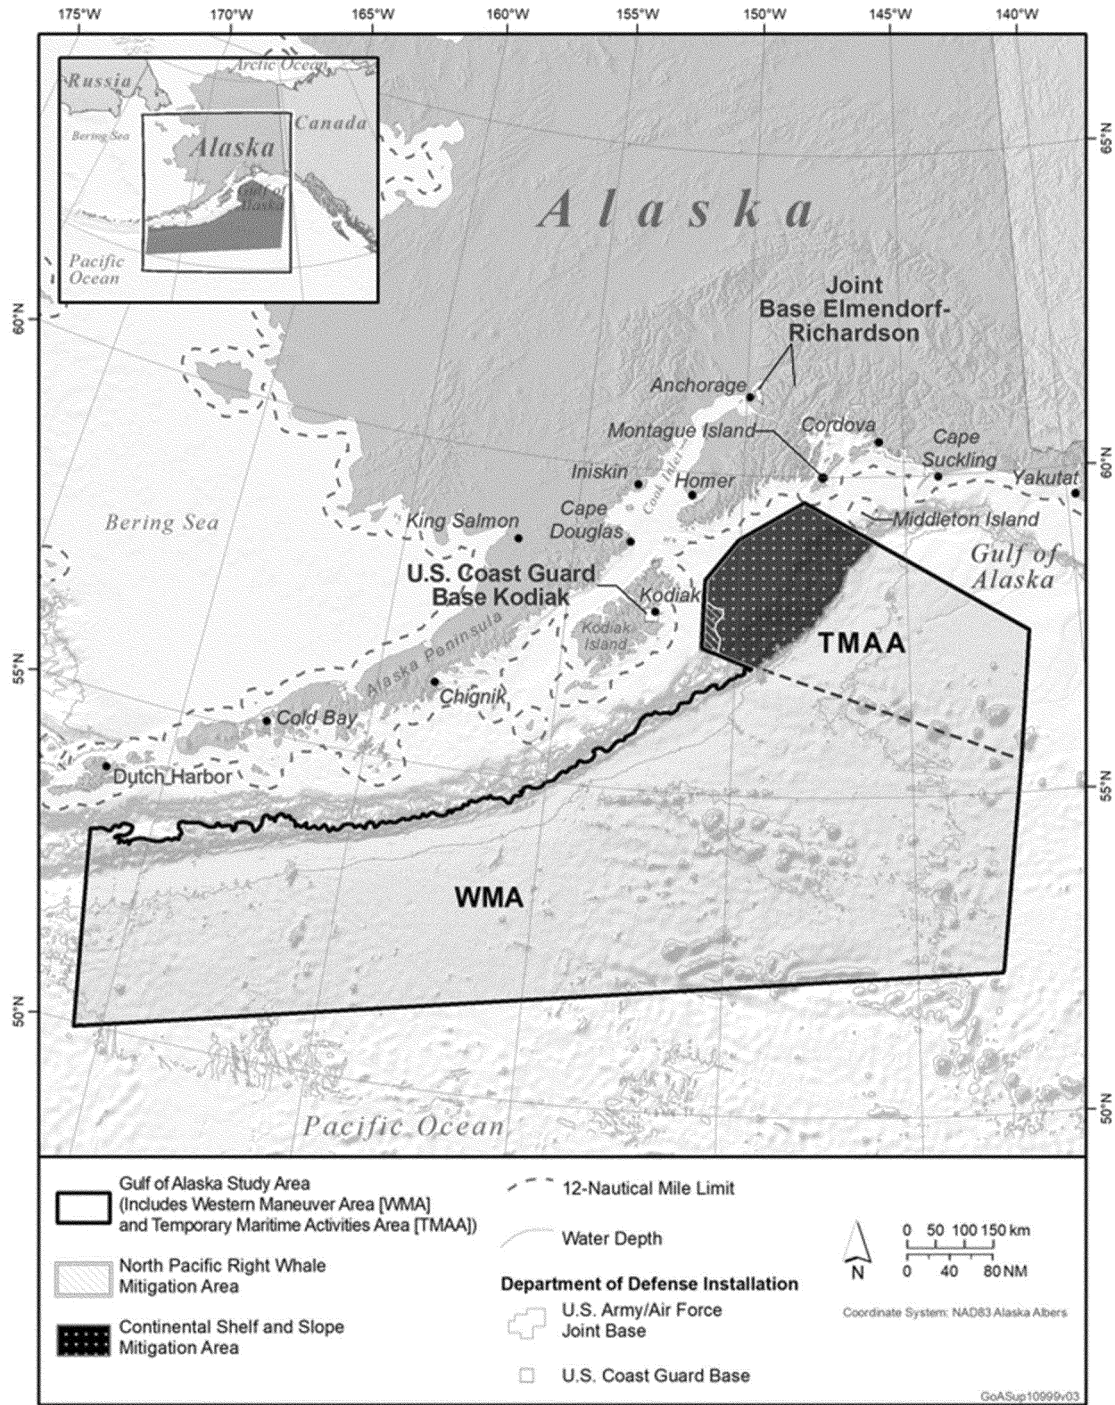 175°W
170°W
165°W
160°W
155°W
150°W
145°W
140°W
Arctic Ocean
Russia
Canada
Bering Sea
Alaska
Gulf of
Alaska
Pacific
Ocean
65°N
Alaska
60°N
Joint
Base Elmendorf-
Richardson
Anchorage
Montague Island
Cordova
Cape
Suckling
60°N
Iniskin
Cook Inlet
Homer
Yakutat
Bering Sea
King Salmon
Cape
Douglas
Middleton Island
Gulf of
Alaska
U.S. Coast Guard
Base Kodiak
Kodiak
Kodiak
Island
TMAA
55°N
Alaska Peninsula
Chignik
Cold Bay
Dutch Harbor
55°N
WMA
50°N
Pacific Ocean
50°N
Gulf of Alaska Study Area
(Includes Western Maneuver Area [WMA]
and Temporary Maritime Activities Area [TMAA])
North Pacific Right Whale
Mitigation Area
Continental Shelf and Slope
Mitigation Area
12-Nautical Mile Limit
Water Depth
Department of Defense Installation
U.S. Army/Air Force
Joint Base
U.S. Coast Guard Base
N
0 50 100 150 km
0 40 80 NM
Coordinate System: NAD83 Alaska Albers
GoASup10999v03